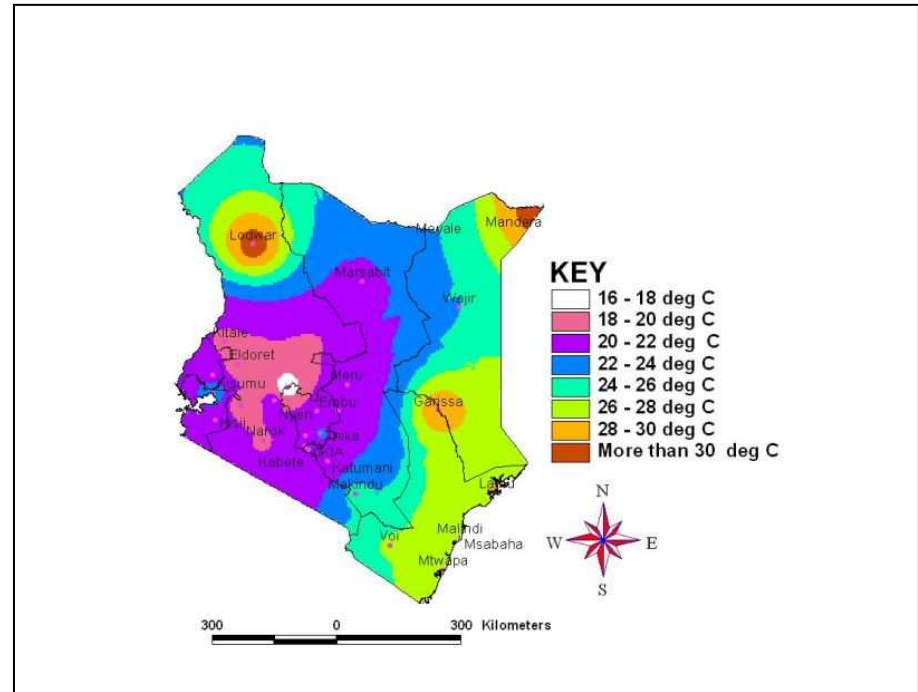 Lodwar
Moyale
Mandera
Marsabit
Wajir
KEY
16 - 18 deg C
18 - 20 deg C
20 - 22 deg C
22 - 24 deg C
24 - 26 deg C
26 - 28 deg C
28 - 30 deg C
More than 30 deg C
Kitale
Eldoret
Kisumu
Meru
Embu
Garissa
Nyeri
Kisii
Narok
Thika
Kabete
Katumani
Makindu
Lamu
Voi
Malindi
Msabaha
Mtwapa
N
W
E
S
300
0
300 Kilometers